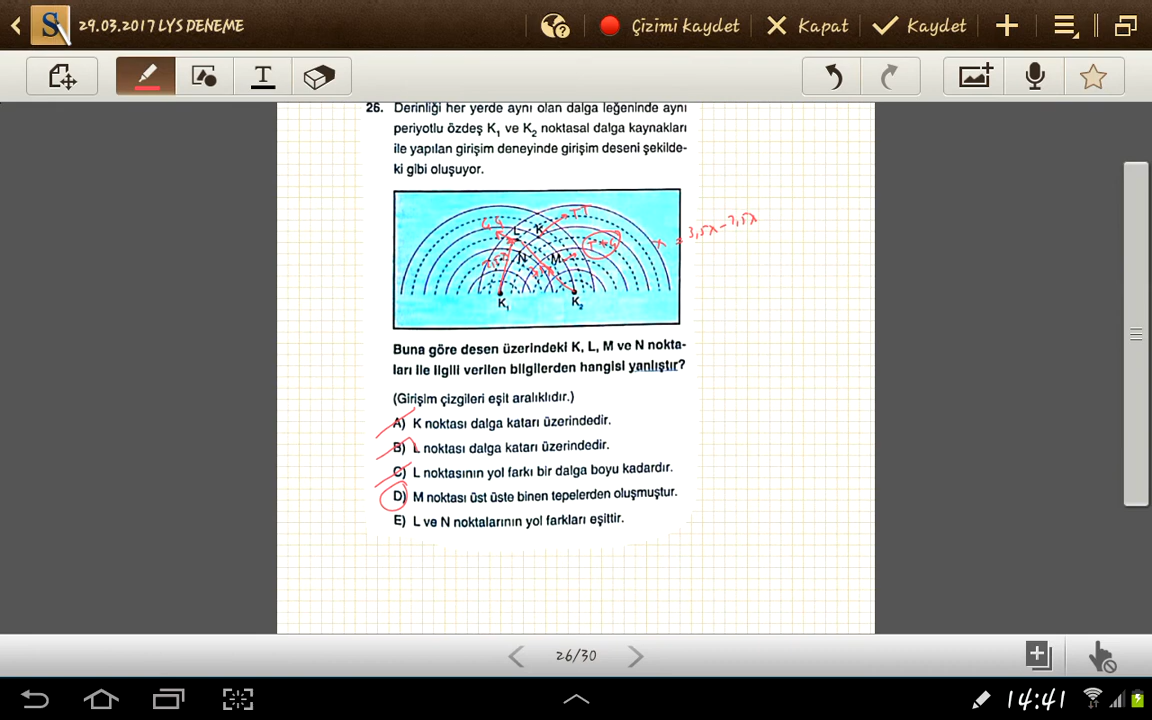 29.03.2017 LYS DENEME
Çizimi kaydet
Kapat
Kaydet
T
26. Derinliği her yerde aynı olan dalga leğeninde aynı
periyotlu özdeş K1 ve K2 noktasal dalga kaynakları
ile yapılan girişim deneyinde girişim deseni şekilde-
ki gibi oluşuyor.
TT
L K
3,5λ-
N M
K1 K2
Buna göre desen üzerindeki K, L, M ve N nokta-
ları ile ilgili verilen bilgilerden hangisi yanlıştır?
(Girişim çizgileri eşit aralıklıdır.)
A) K noktası dalga katarı üzerindedir.
B) L noktası dalga katarı üzerindedir.
C) L noktasının yol farkı bir dalga boyu kadardır.
D) M noktası üst üste binen tepelerden oluşmuştur.
E) L ve N noktalarının yol farkları eşittir.
26/30
14:41